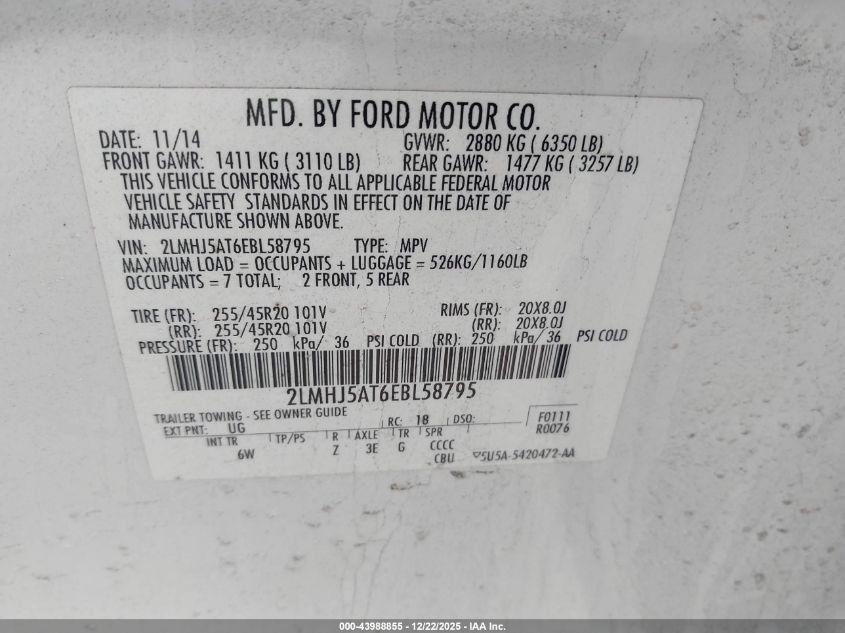 MFD. BY FORD MOTOR CO.
DATE: 11/14 GVWR: 2880 KG ( 6350 LB)
FRONT GAWR: 1411 KG ( 3110 LB) REAR GAWR: 1477 KG ( 3257 LB)
THIS VEHICLE CONFORMS TO ALL APPLICABLE FEDERAL MOTOR
VEHICLE SAFETY STANDARDS IN EFFECT ON THE DATE OF
MANUFACTURE SHOWN ABOVE.
VIN: 2LMHJ5AT6EBL58795 TYPE: MPV
MAXIMUM LOAD = OCCUPANTS + LUGGAGE = 526KG/1160LB
OCCUPANTS = 7 TOTAL; 2 FRONT, 5 REAR
TIRE (FR): 255/45R20 101V RIMS (FR): 20X8.0J
(RR): 255/45R20 101V (RR): 20X8.0J
PRESSURE (FR): 250 kPa/ 36 PSI COLD (RR): 250 kPa/ 36 PSI COLD
2LMHJ5AT6EBL58795
TRAILER TOWING - SEE OWNER GUIDE
EXT PNT: UG RC: 18 DSO: F0111
R0076
INT TR TP/PS R AXLE TR SPR
6W Z 3E G CCCC
CBU 5U5A-5420472-AA
000-43988855 - 12/22/2025 - IAA Inc.